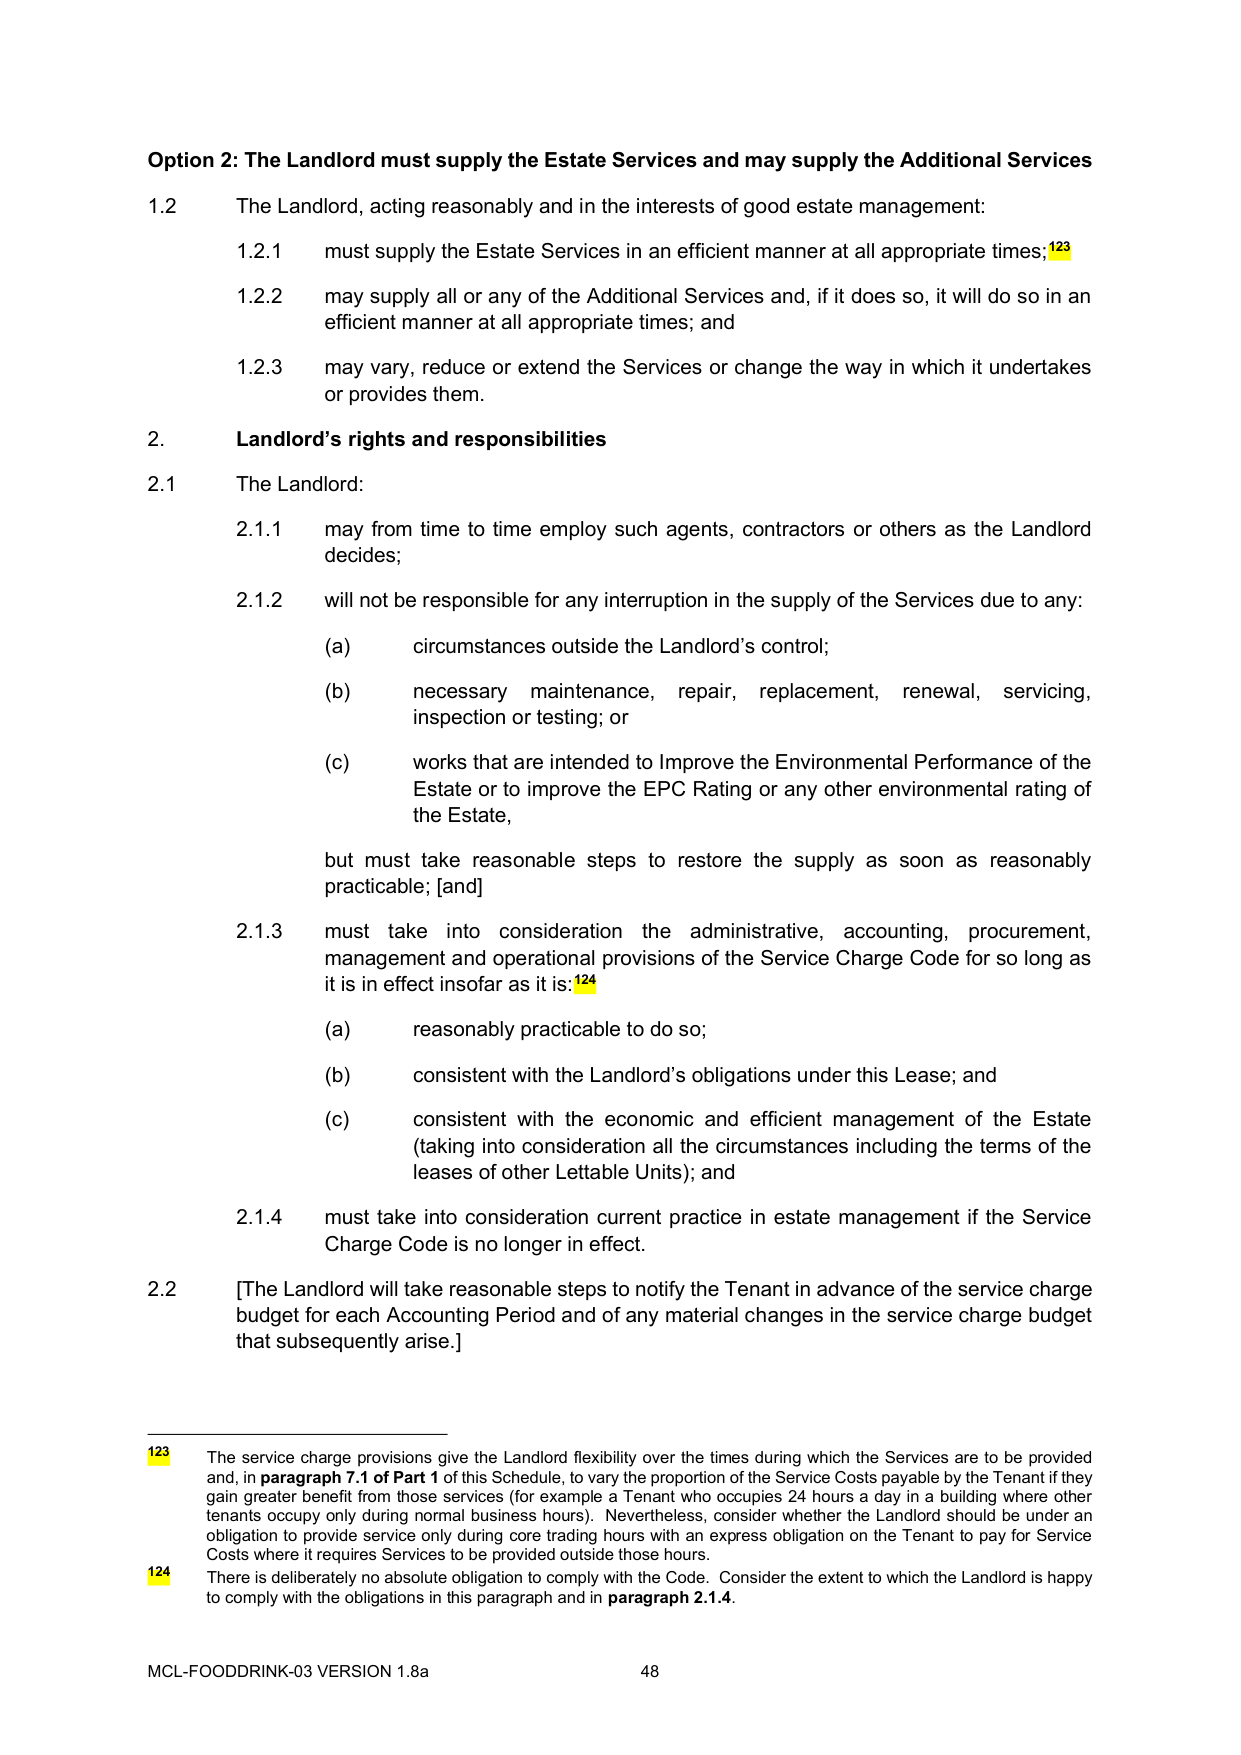 Option 2: The Landlord must supply the Estate Services and may supply the Additional Services
1.2 The Landlord, acting reasonably and in the interests of good estate management:
1.2.1 must supply the Estate Services in an efficient manner at all appropriate times;123
1.2.2 may supply all or any of the Additional Services and, if it does so, it will do so in an
efficient manner at all appropriate times; and
1.2.3 may vary, reduce or extend the Services or change the way in which it undertakes
or provides them.
2. Landlord’s rights and responsibilities
2.1 The Landlord:
2.1.1 may from time to time employ such agents, contractors or others as the Landlord
decides;
2.1.2 will not be responsible for any interruption in the supply of the Services due to any:
(a) circumstances outside the Landlord’s control;
(b) necessary maintenance, repair, replacement, renewal, servicing,
inspection or testing; or
(c) works that are intended to Improve the Environmental Performance of the
Estate or to improve the EPC Rating or any other environmental rating of
the Estate,
but must take reasonable steps to restore the supply as soon as reasonably
practicable; [and]
2.1.3 must take into consideration the administrative, accounting, procurement,
management and operational provisions of the Service Charge Code for so long as
it is in effect insofar as it is:124
(a) reasonably practicable to do so;
(b) consistent with the Landlord’s obligations under this Lease; and
(c) consistent with the economic and efficient management of the Estate
(taking into consideration all the circumstances including the terms of the
leases of other Lettable Units); and
2.1.4 must take into consideration current practice in estate management if the Service
Charge Code is no longer in effect.
2.2 [The Landlord will take reasonable steps to notify the Tenant in advance of the service charge
budget for each Accounting Period and of any material changes in the service charge budget
that subsequently arise.]
123 The service charge provisions give the Landlord flexibility over the times during which the Services are to be provided
and, in paragraph 7.1 of Part 1 of this Schedule, to vary the proportion of the Service Costs payable by the Tenant if they
gain greater benefit from those services (for example a Tenant who occupies 24 hours a day in a building where other
tenants occupy only during normal business hours). Nevertheless, consider whether the Landlord should be under an
obligation to provide service only during core trading hours with an express obligation on the Tenant to pay for Service
Costs where it requires Services to be provided outside those hours.
124 There is deliberately no absolute obligation to comply with the Code. Consider the extent to which the Landlord is happy
to comply with the obligations in this paragraph and in paragraph 2.1.4.
MCL-FOODDRINK-03 VERSION 1.8a 48